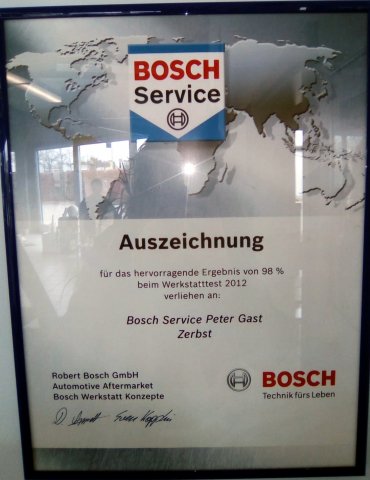 BOSCH
Service
Auszeichnung
für das hervorragende Ergebnis von 98 %
beim Werkstatttest 2012
verliehen an:
Bosch Service Peter Gast
Zerbst
Robert Bosch GmbH
Automotive Aftermarket
Bosch Werkstatt Konzepte
BOSCH
Technik fürs Leben